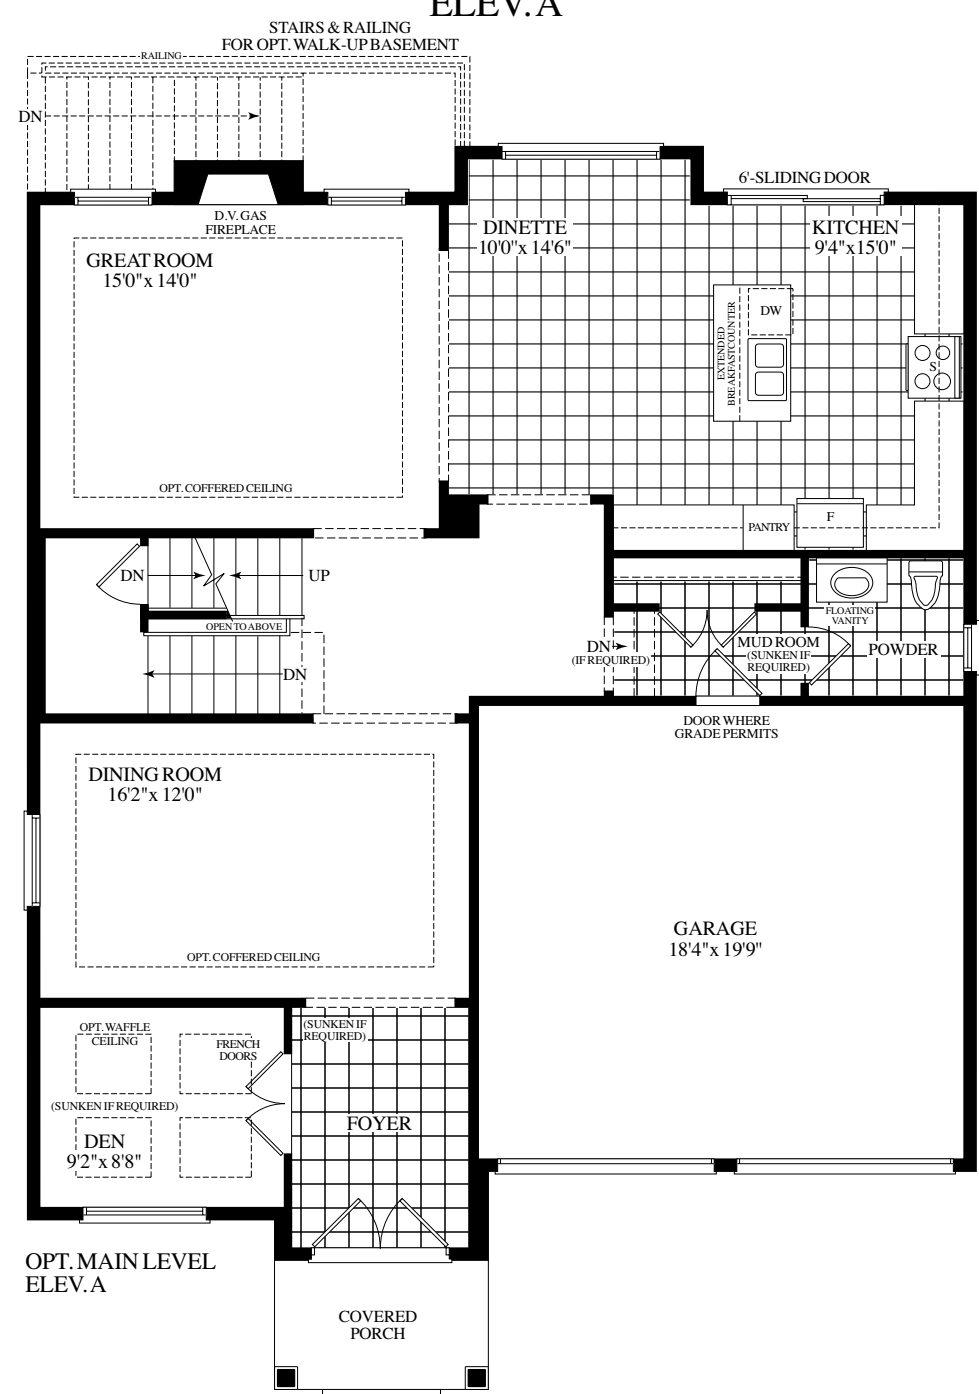 ELEV. A
STAIRS & RAILING
FOR OPT. WALK-UP BASEMENT
RAILING
DN
6'-SLIDING DOOR
D.V. GAS
FIREPLACE
GREAT ROOM
15'0"x 14'0"
DINETTE
10'0"x 14'6"
KITCHEN
9'4"x15'0"
DW
EXTENDED
BREAKFAST COUNTER
S
OPT. COFFERED CEILING
PANTRY
F
DN
UP
OPEN TO ABOVE
DN
FLOATING
VANITY
DN
(IF REQUIRED)
MUD ROOM
(SUNKEN IF
REQUIRED)
POWDER
DOOR WHERE
GRADE PERMITS
DINING ROOM
16'2"x 12'0"
OPT. COFFERED CEILING
GARAGE
18'4"x 19'9"
OPT. WAFFLE
CEILING
FRENCH
DOORS
(SUNKEN IF
REQUIRED)
(SUNKEN IF REQUIRED)
DEN
9'2"x 8'8"
FOYER
OPT. MAIN LEVEL
ELEV. A
COVERED
PORCH